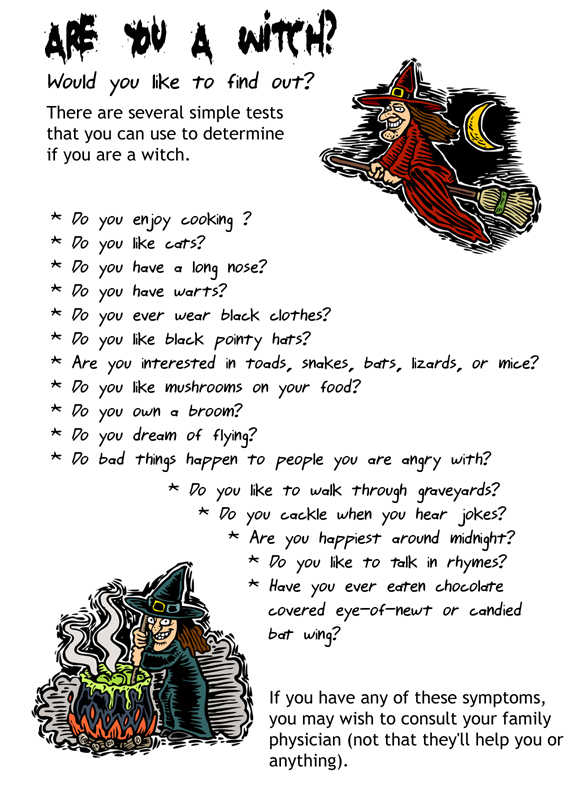 ARE YOU A WITCH?
Would you like to find out?
There are several simple tests
that you can use to determine
if you are a witch.
* Do you enjoy cooking ?
* Do you like cats?
* Do you have a long nose?
* Do you have warts?
* Do you ever wear black clothes?
* Do you like black pointy hats?
* Are you interested in toads, snakes, bats, lizards, or mice?
* Do you like mushrooms on your food?
* Do you own a broom?
* Do you dream of flying?
* Do bad things happen to people you are angry with?
* Do you like to walk through graveyards?
* Do you cackle when you hear jokes?
* Are you happiest around midnight?
* Do you like to talk in rhymes?
* Have you ever eaten chocolate
covered eye-of-newt or candied
bat wing?
If you have any of these symptoms,
you may wish to consult your family
physician (not that they'll help you or
anything).